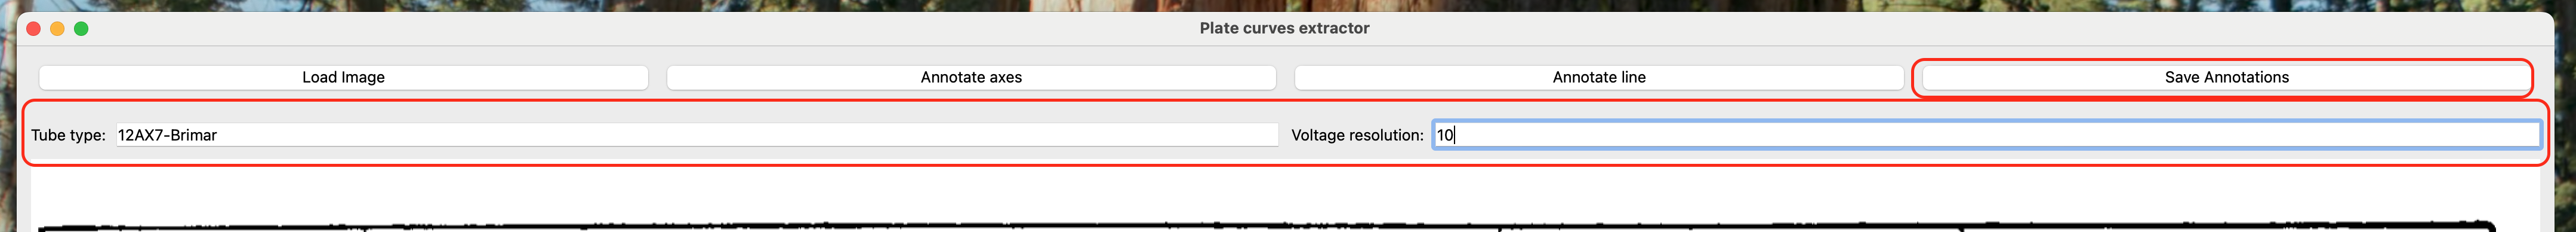 Plate curves extractor
Load Image Annotate axes Annotate line Save Annotations
Tube type: 12AX7-Brimar Voltage resolution: 10